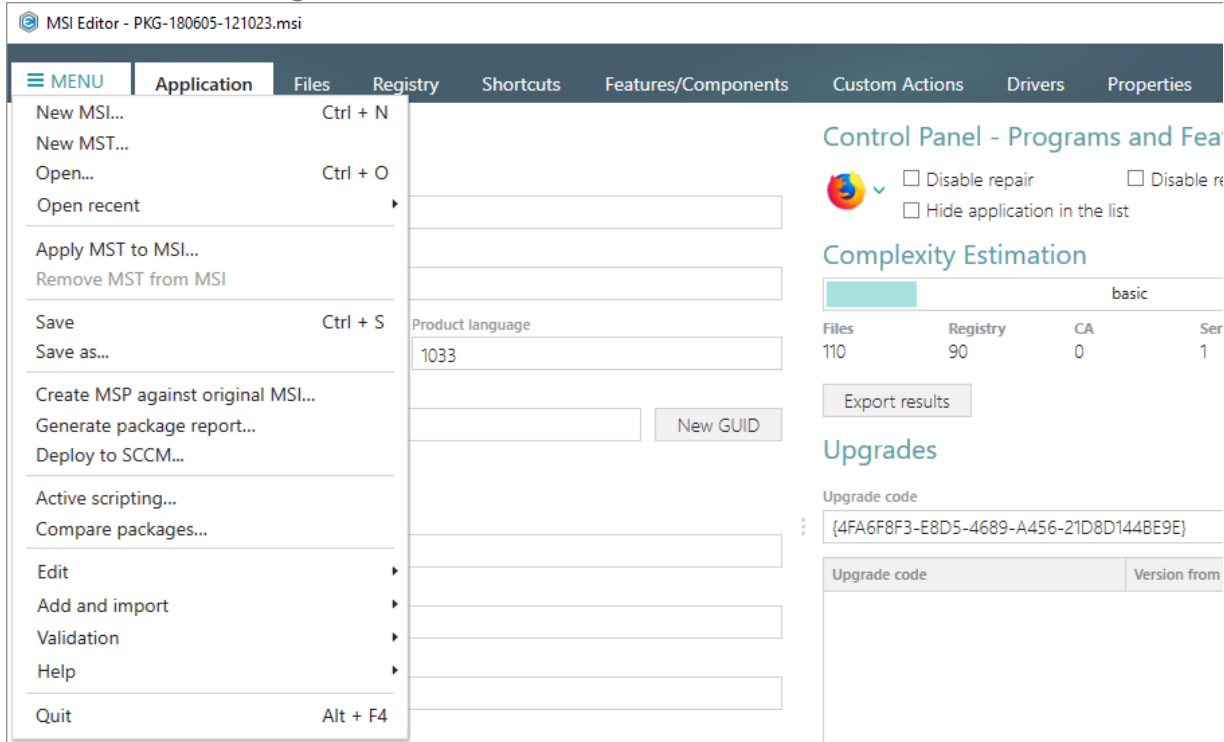 MSI Editor - PKG-180605-121023.msi
MENU Application Files Registry Shortcuts Features/Components Custom Actions Drivers Properties
New MSI... Ctrl + N
New MST...
Open... Ctrl + O
Open recent
Apply MST to MSI...
Remove MST from MSI
Save Ctrl + S
Save as...
Create MSP against original MSI...
Generate package report...
Deploy to SCCM...
Active scripting...
Compare packages...
Edit
Add and import
Validation
Help
Quit Alt + F4
Product language
1033
New GUID
Control Panel - Programs and Fea
Disable repair Disable re
Hide application in the list
Complexity Estimation
basic
Files Registry CA Ser
110 90 0 1
Export results
Upgrades
Upgrade code
{4FA6F8F3-E8D5-4689-A456-21D8D144BE9E}
Upgrade code Version from